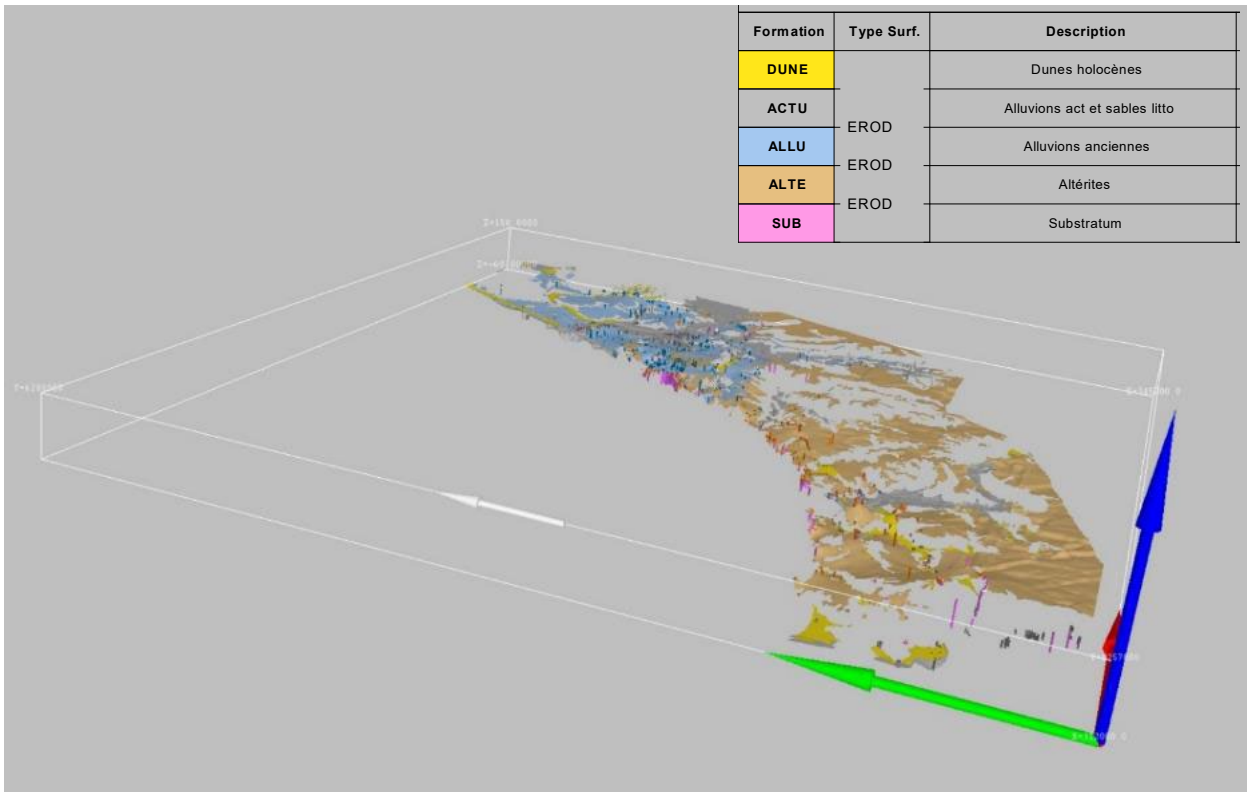 Formation Type Surf. Description
DUNE Dunes holocènes
ACTU Alluvions act et sables litto
EROD
ALLU Alluvions anciennes
EROD
ALTE Altérites
EROD
SUB Substratum